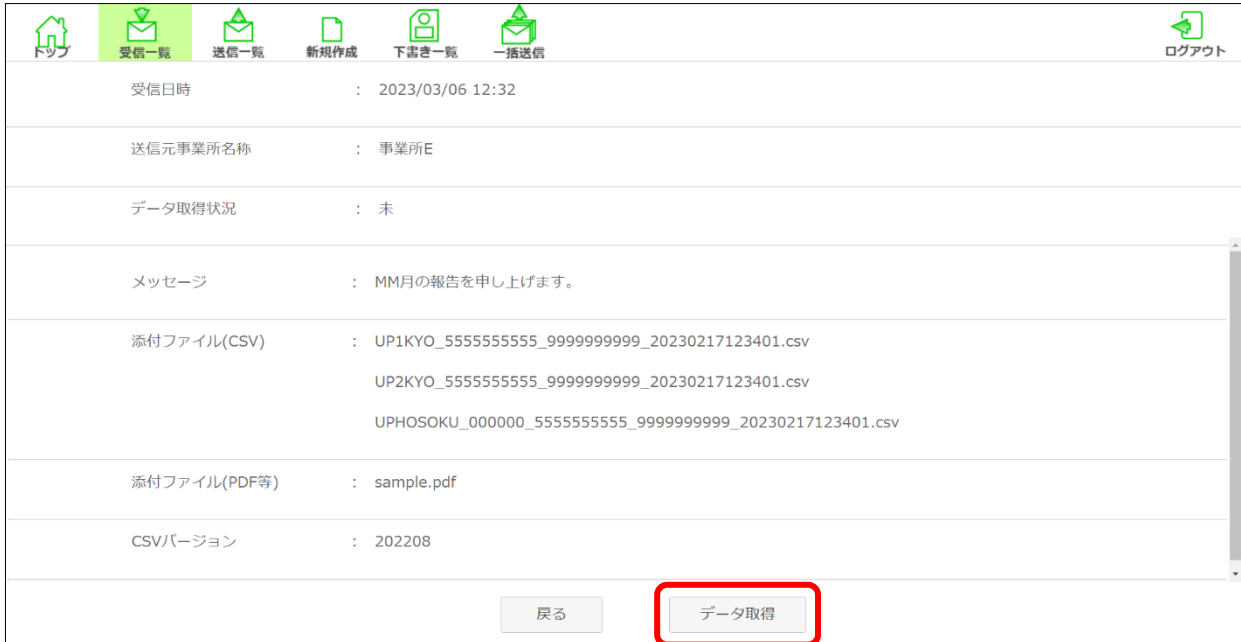 トップ 受信一覧 送信一覧 新規作成 下書き一覧 一括送信 ログアウト
受信日時 : 2023/03/06 12:32
送信元事業所名称 : 事業所E
データ取得状況 : 未
メッセージ : MM月の報告を申し上げます。
添付ファイル(CSV) : UP1KYO_5555555555_9999999999_20230217123401.csv
UP2KYO_5555555555_9999999999_20230217123401.csv
UPHOSOKU_000000_5555555555_9999999999_20230217123401.csv
添付ファイル(PDF等) : sample.pdf
CSVバージョン : 202208
戻る データ取得